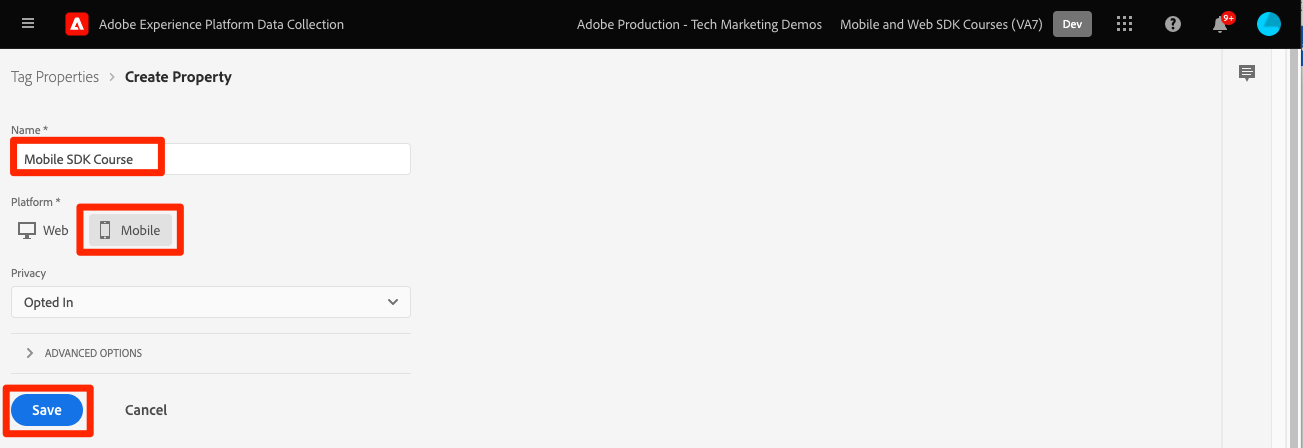 Adobe Experience Platform Data Collection
Adobe Production - Tech Marketing Demos
Mobile and Web SDK Courses (VA7)
Dev
9+
Tag Properties > Create Property
Name *
Mobile SDK Course
Platform *
Web
Mobile
Privacy
Opted In
ADVANCED OPTIONS
Save
Cancel